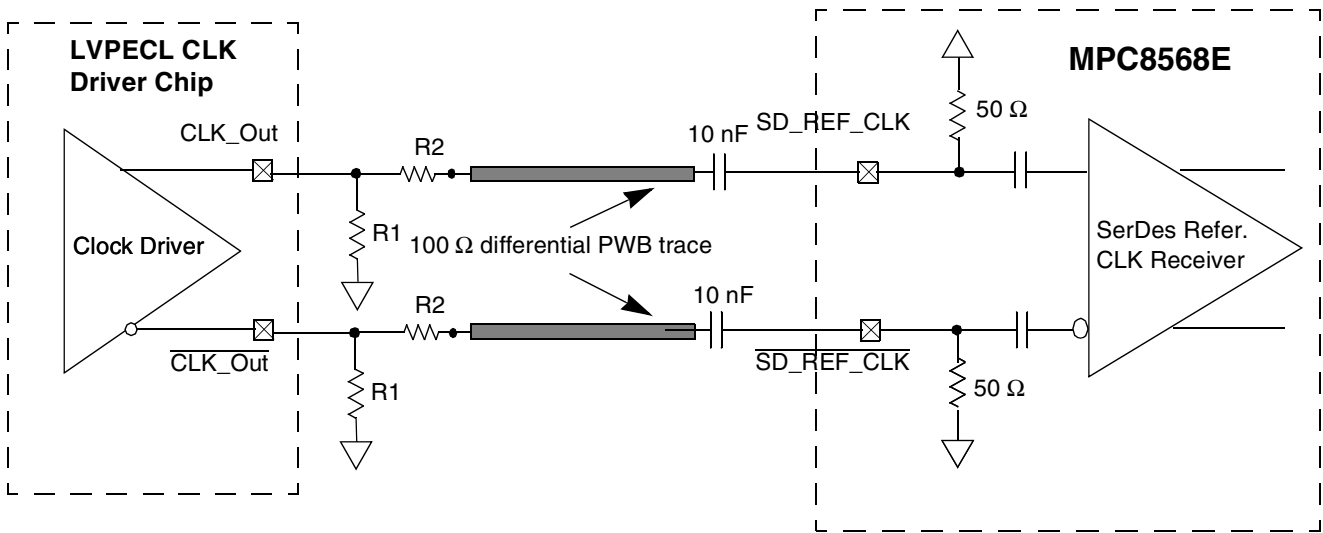 LVPECL CLK
Driver Chip
MPC8568E
CLK_Out
R2
10 nF
SD_REF_CLK
50 Ω
Clock Driver
R1
100 Ω differential PWB trace
SerDes Refer.
CLK Receiver
R2
10 nF
CLK_Out
SD_REF_CLK
R1
50 Ω